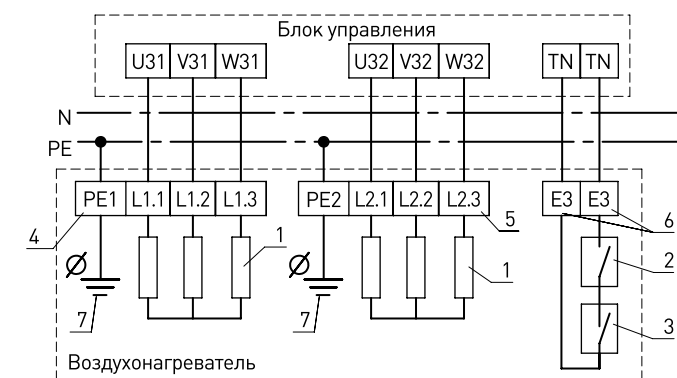 Блок управления
U31 V31 W31 U32 V32 W32 TN TN
N
PE
PE1 L1.1 L1.2 L1.3 PE2 L2.1 L2.2 L2.3 E3 E3
4 1 5 6
2
1
7 7
3
Воздухонагреватель